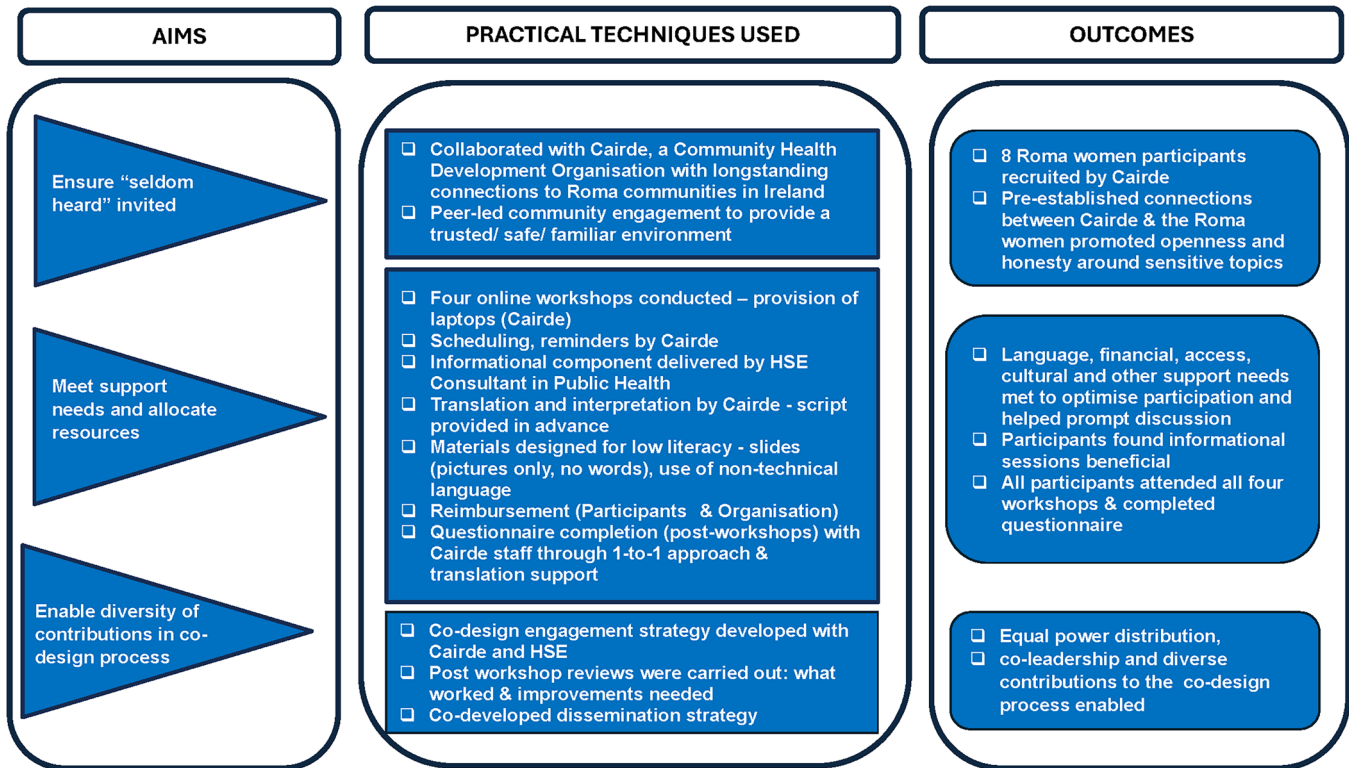 AIMS
PRACTICAL TECHNIQUES USED
OUTCOMES
Ensure “seldom
heard” invited
❑ Collaborated with Cairde, a Community Health
Development Organisation with longstanding
connections to Roma communities in Ireland
❑ Peer-led community engagement to provide a
trusted/ safe/ familiar environment
❑ 8 Roma women participants
recruited by Cairde
❑ Pre-established connections
between Cairde & the Roma
women promoted openness and
honesty around sensitive topics
Meet support
needs and allocate
resources
❑ Four online workshops conducted – provision of
laptops (Cairde)
❑ Scheduling, reminders by Cairde
❑ Informational component delivered by HSE
Consultant in Public Health
❑ Translation and interpretation by Cairde - script
provided in advance
❑ Materials designed for low literacy - slides
(pictures only, no words), use of non-technical
language
❑ Reimbursement (Participants & Organisation)
❑ Questionnaire completion (post-workshops) with
Cairde staff through 1-to-1 approach &
translation support
❑ Language, financial, access,
cultural and other support needs
met to optimise participation and
helped prompt discussion
❑ Participants found informational
sessions beneficial
❑ All participants attended all four
workshops & completed
questionnaire
Enable diversity of
contributions in co-
design process
❑ Co-design engagement strategy developed with
Cairde and HSE
❑ Post workshop reviews were carried out: what
worked & improvements needed
❑ Co-developed dissemination strategy
❑ Equal power distribution,
❑ co-leadership and diverse
contributions to the co-design
process enabled